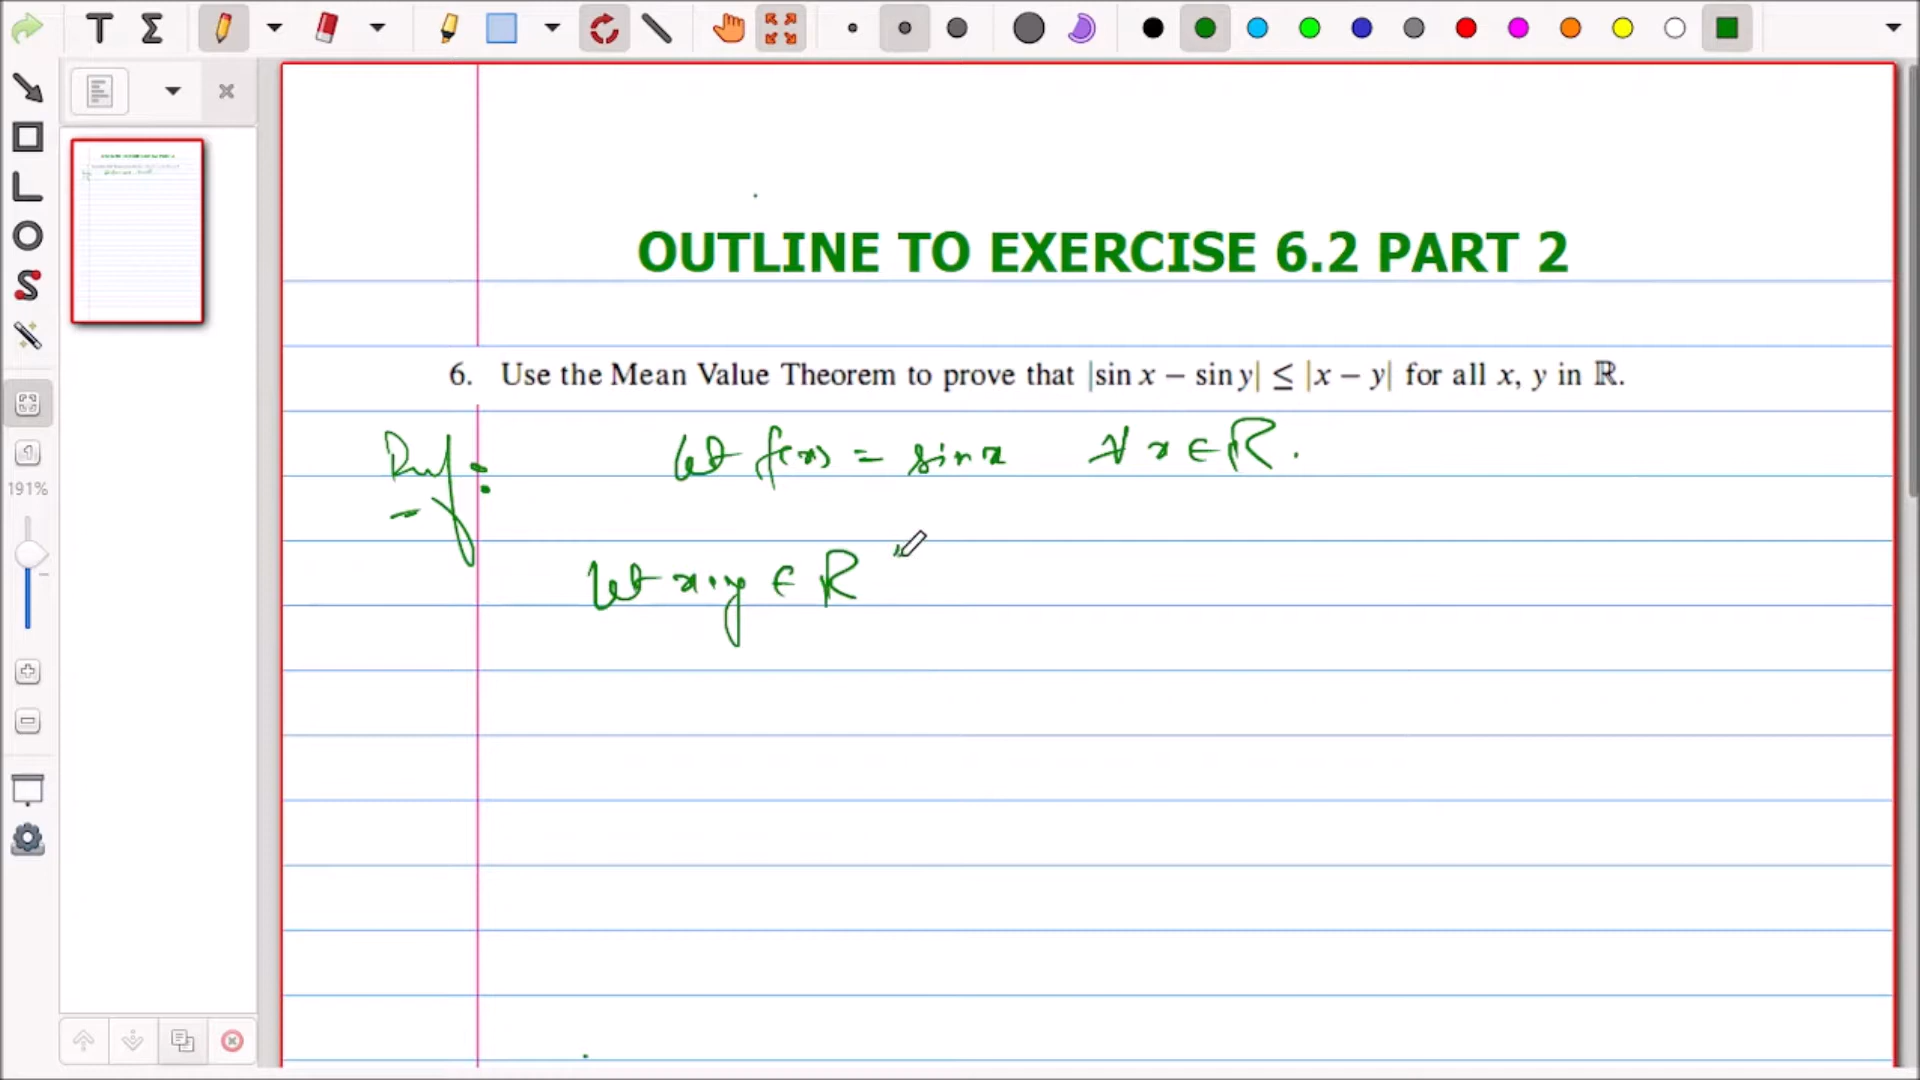 191%
OUTLINE TO EXERCISE 6.2 PART 2
6. Use the Mean Value Theorem to prove that |sin x − sin y| ≤ |x − y| for all x, y in ℝ.
let f(x) = sin x ∀ x ∈ R.
let x, y ∈ R